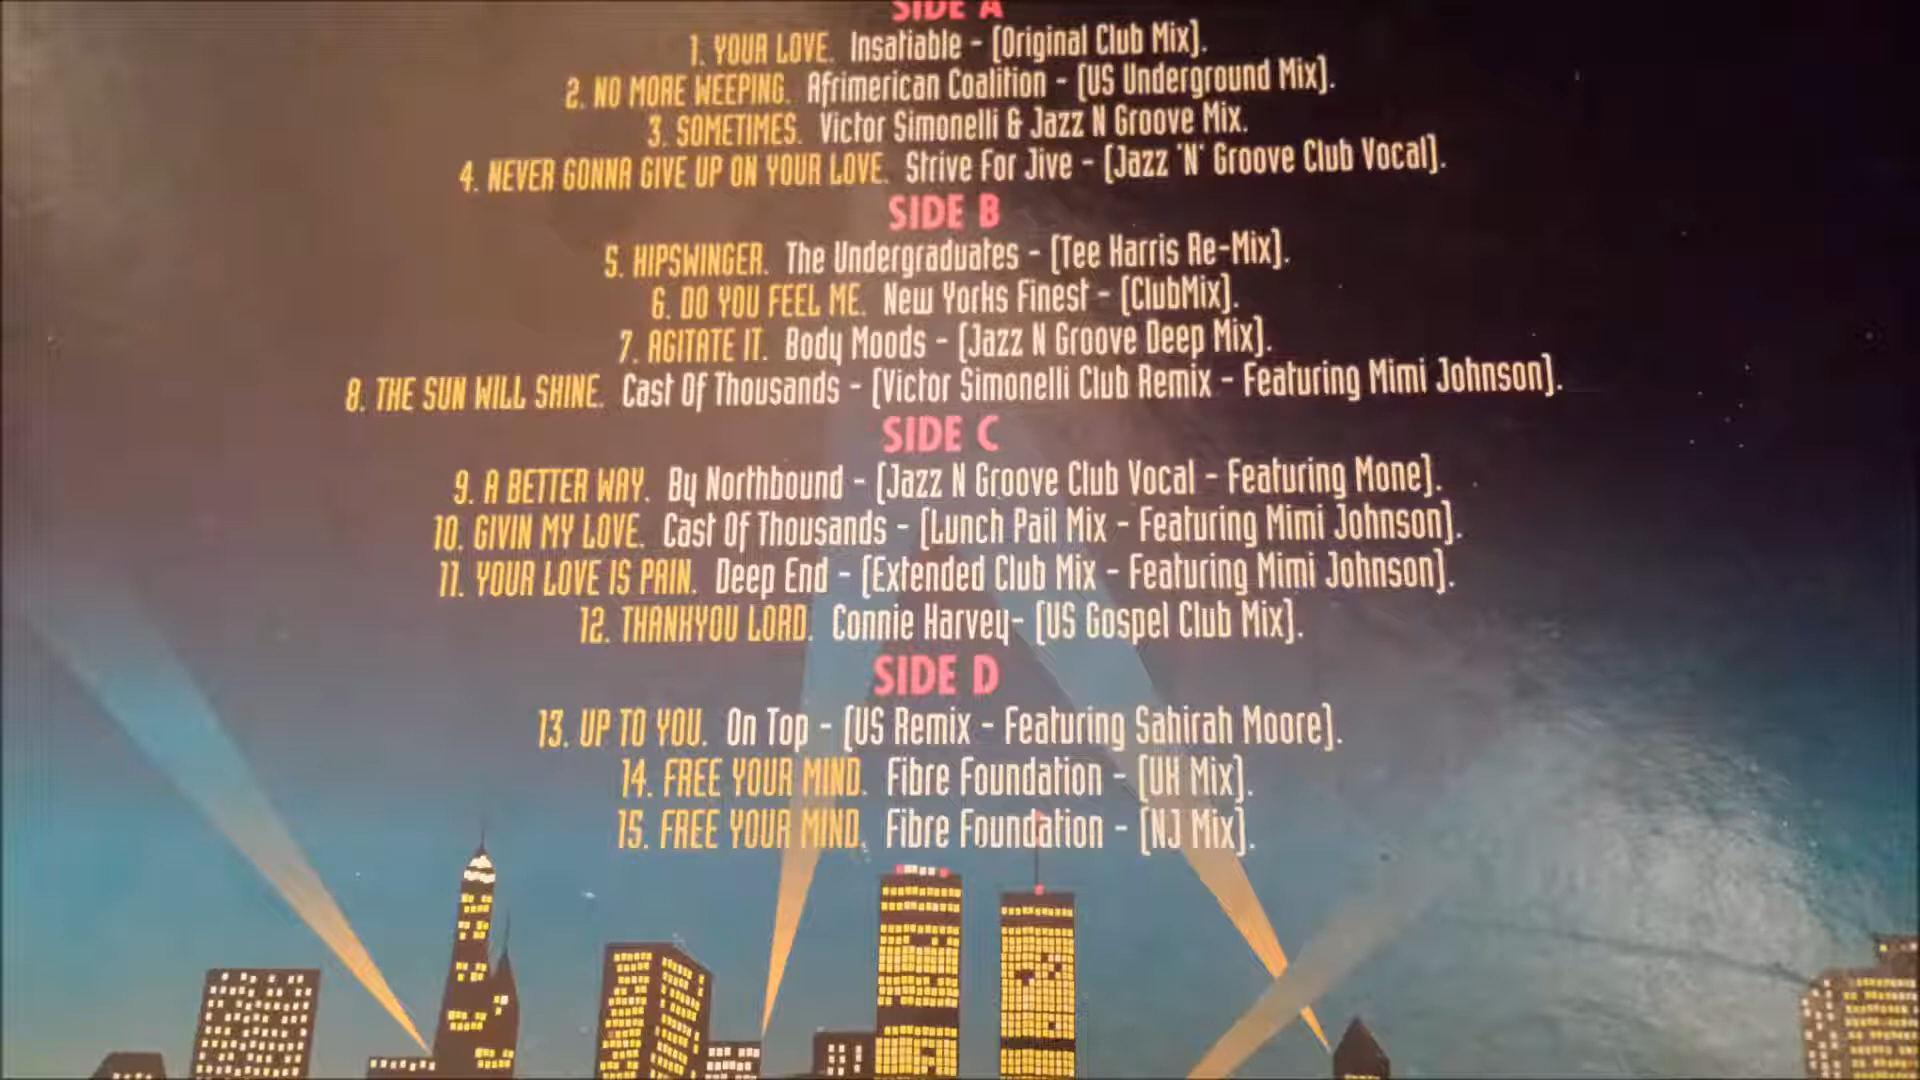 SIDE A
1. YOUR LOVE. Insatiable - [Original Club Mix].
2. NO MORE WEEPING. Afrimerican Coalition - [US Underground Mix].
3. SOMETIMES. Victor Simonelli & Jazz N Groove Mix.
4. NEVER GONNA GIVE UP ON YOUR LOVE. Strive For Jive - [Jazz 'N' Groove Club Vocal].
SIDE B
5. HIPSWINGER. The Undergraduates - [Tee Harris Re-Mix].
6. DO YOU FEEL ME. New Yorks Finest - [ClubMix].
7. AGITATE IT. Body Moods - [Jazz N Groove Deep Mix].
8. THE SUN WILL SHINE. Cast Of Thousands - [Victor Simonelli Club Remix - Featuring Mimi Johnson].
SIDE C
9. A BETTER WAY. By Northbound - [Jazz N Groove Club Vocal - Featuring Mone].
10. GIVIN MY LOVE. Cast Of Thousands - [Lunch Pail Mix - Featuring Mimi Johnson].
11. YOUR LOVE IS PAIN. Deep End - [Extended Club Mix - Featuring Mimi Johnson].
12. THANKYOU LORD. Connie Harvey- [US Gospel Club Mix].
SIDE D
13. UP TO YOU. On Top - [US Remix - Featuring Sahirah Moore].
14. FREE YOUR MIND. Fibre Foundation - [UK Mix].
15. FREE YOUR MIND. Fibre Foundation - [NJ Mix].